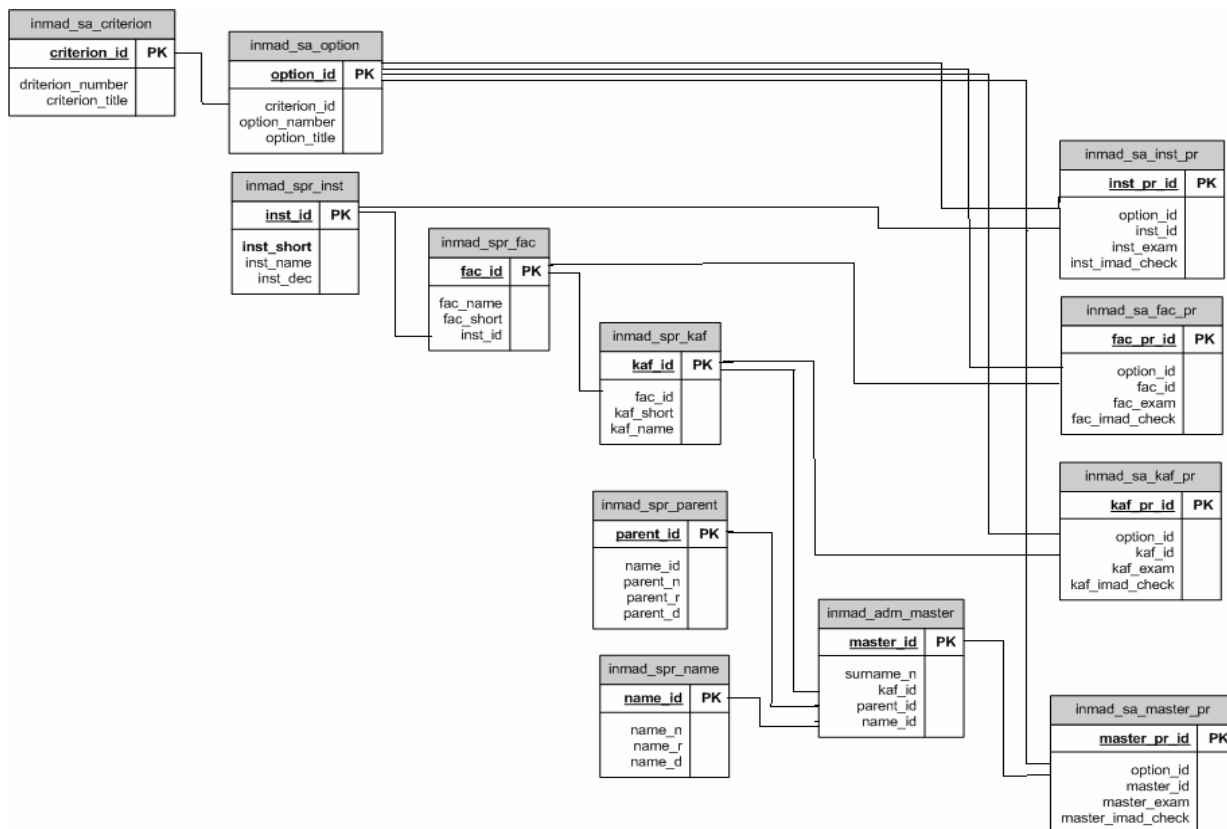 inmad_sa_criterion
criterion_id PK
driterion_number
criterion_title
inmad_sa_option
option_id PK
criterion_id
option_namber
option_title
inmad_spr_inst
inst_id PK
inst_short
inst_name
inst_dec
inmad_spr_fac
fac_id PK
fac_name
fac_short
inst_id
inmad_spr_kaf
kaf_id PK
fac_id
kaf_short
kaf_name
inmad_spr_parent
parent_id PK
name_id
parent_n
parent_r
parent_d
inmad_spr_name
name_id PK
name_n
name_r
name_d
inmad_adm_master
master_id PK
surname_n
kaf_id
parent_id
name_id
inmad_sa_inst_pr
inst_pr_id PK
option_id
inst_id
inst_exam
inst_imad_check
inmad_sa_fac_pr
fac_pr_id PK
option_id
fac_id
fac_exam
fac_imad_check
inmad_sa_kaf_pr
kaf_pr_id PK
option_id
kaf_id
kaf_exam
kaf_imad_check
inmad_sa_master_pr
master_pr_id PK
option_id
master_id
master_exam
master_imad_check